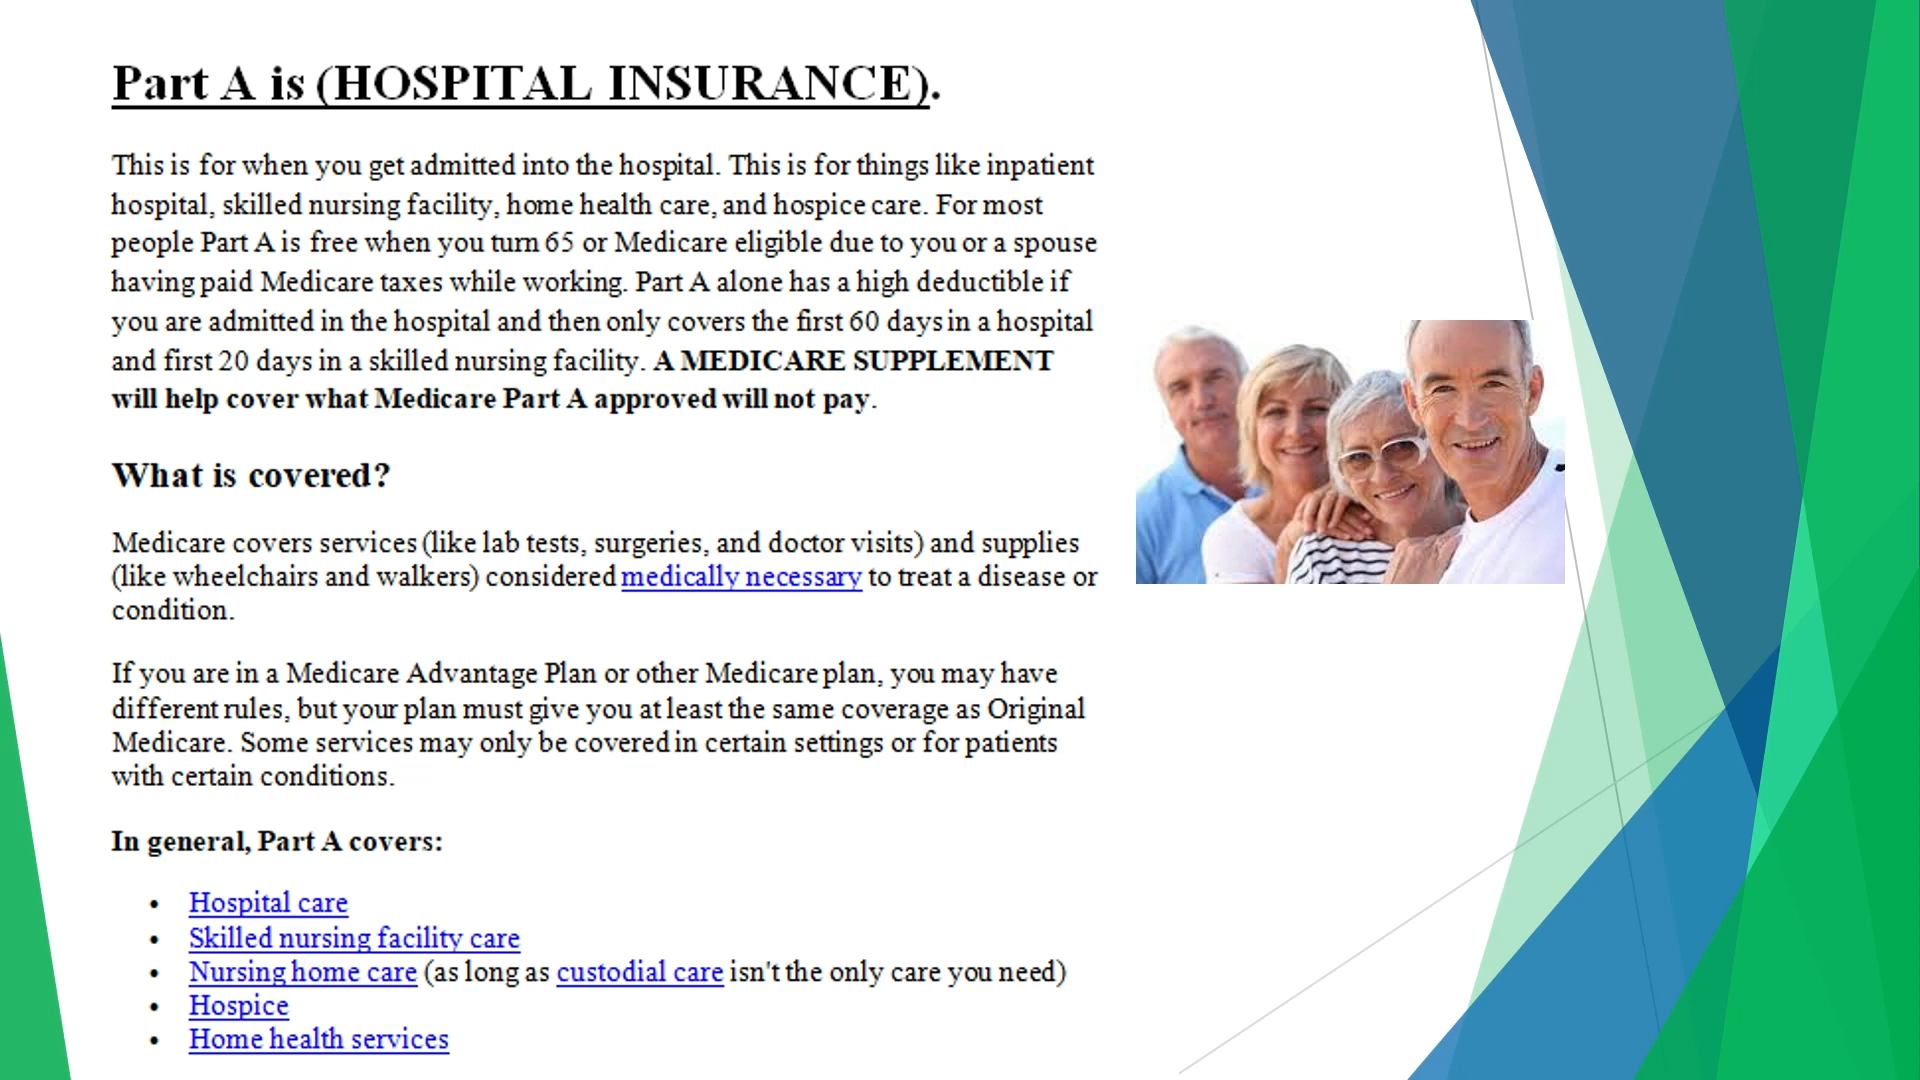 Part A is (HOSPITAL INSURANCE).
This is for when you get admitted into the hospital. This is for things like inpatient
hospital, skilled nursing facility, home health care, and hospice care. For most
people Part A is free when you turn 65 or Medicare eligible due to you or a spouse
having paid Medicare taxes while working. Part A alone has a high deductible if
you are admitted in the hospital and then only covers the first 60 days in a hospital
and first 20 days in a skilled nursing facility. A MEDICARE SUPPLEMENT
will help cover what Medicare Part A approved will not pay.
What is covered?
Medicare covers services (like lab tests, surgeries, and doctor visits) and supplies
(like wheelchairs and walkers) considered medically necessary to treat a disease or
condition.
If you are in a Medicare Advantage Plan or other Medicare plan, you may have
different rules, but your plan must give you at least the same coverage as Original
Medicare. Some services may only be covered in certain settings or for patients
with certain conditions.
In general, Part A covers:
• Hospital care
• Skilled nursing facility care
• Nursing home care (as long as custodial care isn't the only care you need)
• Hospice
• Home health services